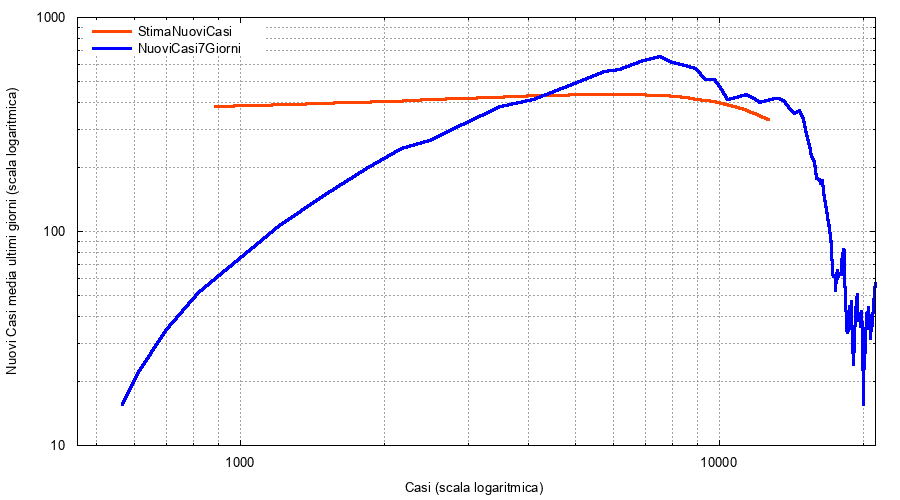 1000
StimaNuoviCasi
NuoviCasi7Giorni
100
10
Nuovi Casi media ultimi giorni (scala logaritmica)
1000
10000
Casi (scala logaritmica)